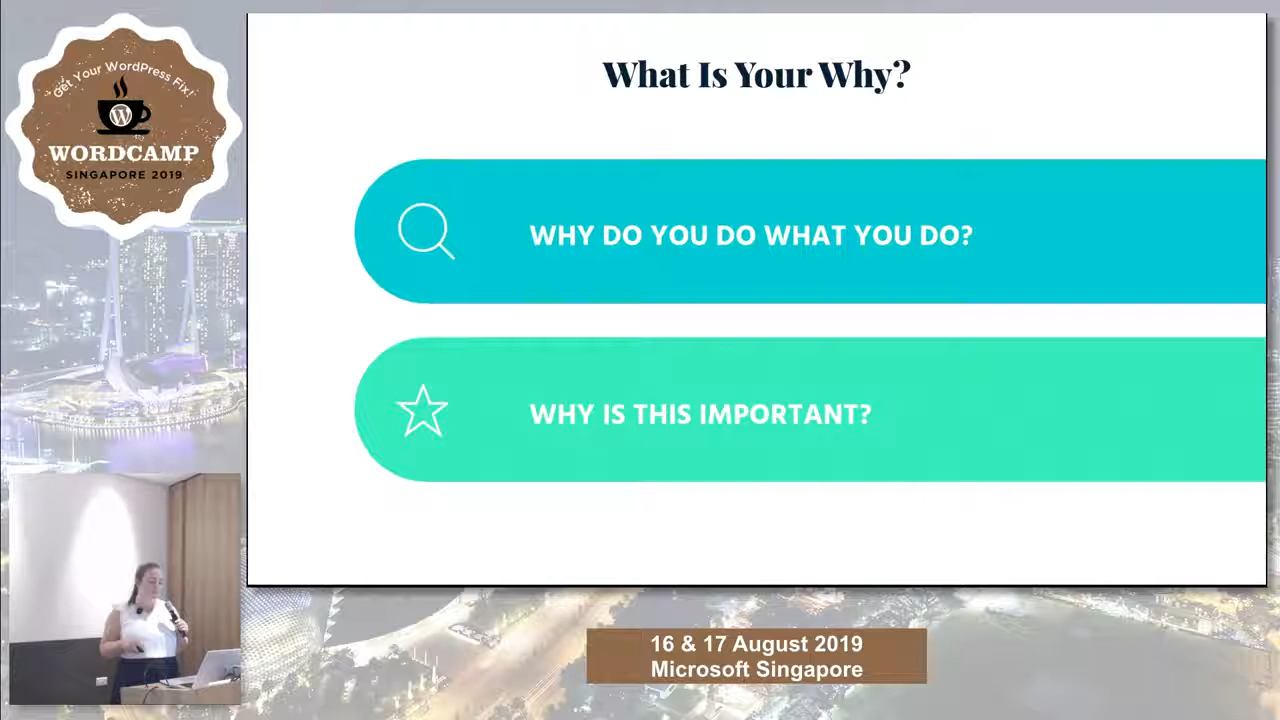 Get Your WordPress Fix!
WORDCAMP
SINGAPORE 2019
What Is Your Why?
WHY DO YOU DO WHAT YOU DO?
WHY IS THIS IMPORTANT?
16 & 17 August 2019
Microsoft Singapore